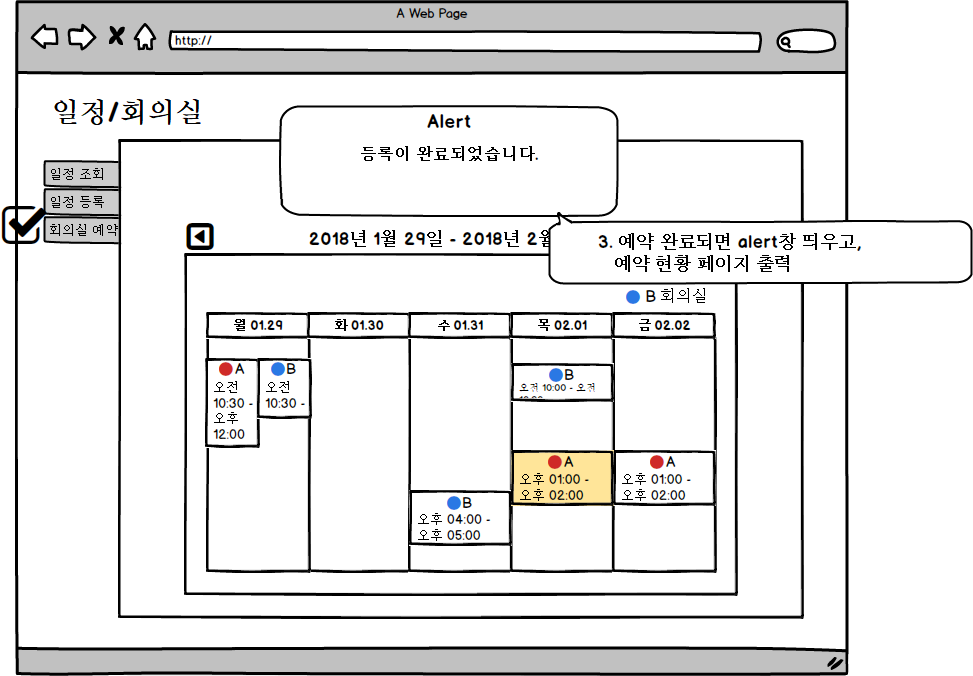 A Web Page
http://
일정/회의실
Alert
등록이 완료되었습니다.
일정 조회
일정 등록
회의실 예약
2018년 1월 29일 - 2018년 2월
3. 예약 완료되면 alert창 띄우고,
예약 현황 페이지 출력
B 회의실
월 01.29
화 01.30
수 01.31
목 02.01
금 02.02
A
오전
10:30 -
오후
12:00
B
오전
10:30 -
B
오전 10:00 - 오전
A
오후 01:00 -
오후 02:00
A
오후 01:00 -
오후 02:00
B
오후 04:00 -
오후 05:00